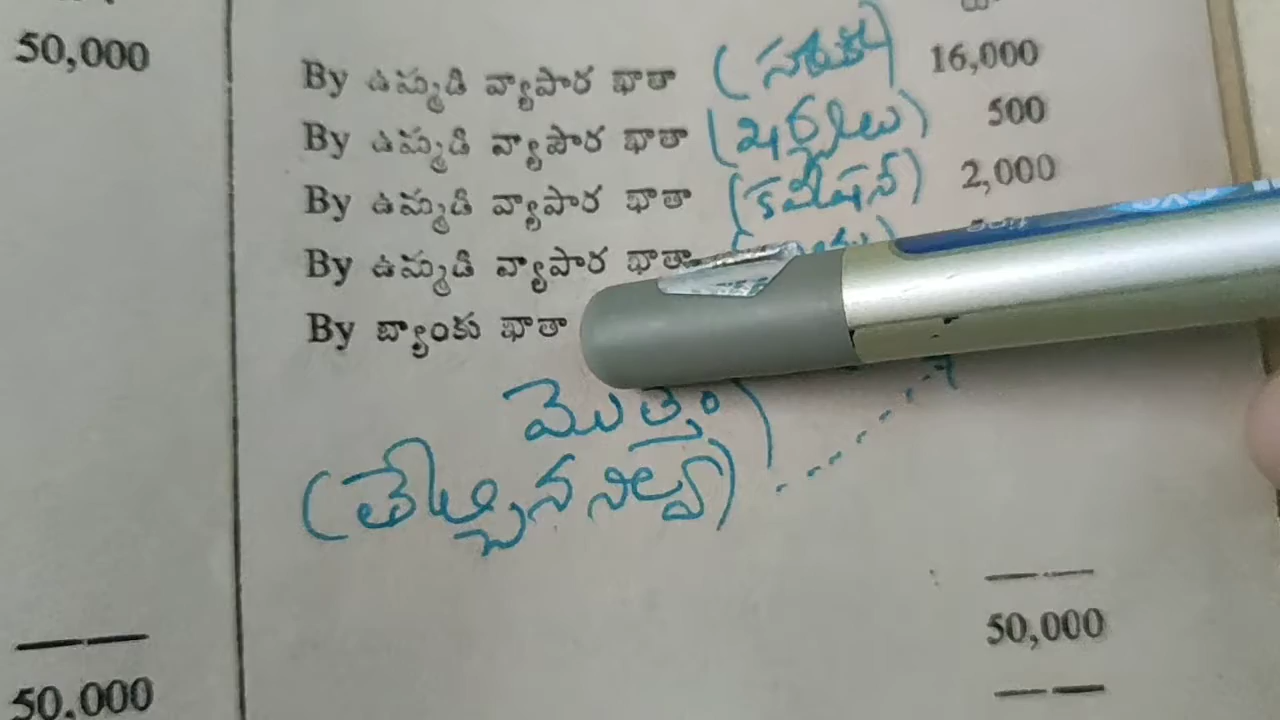 50,000
By ఉమ్మడి వ్యాపార ఖాతా (సరుకు) 16,000
By ఉమ్మడి వ్యాపార ఖాతా (ఖర్చులు) 500
By ఉమ్మడి వ్యాపార ఖాతా (కమీషన్) 2,000
By ఉమ్మడి వ్యాపార ఖాతా
By బ్యాంకు ఖాతా
మొత్తం
(తేల్చిన నిల్వ)
50,000
50,000